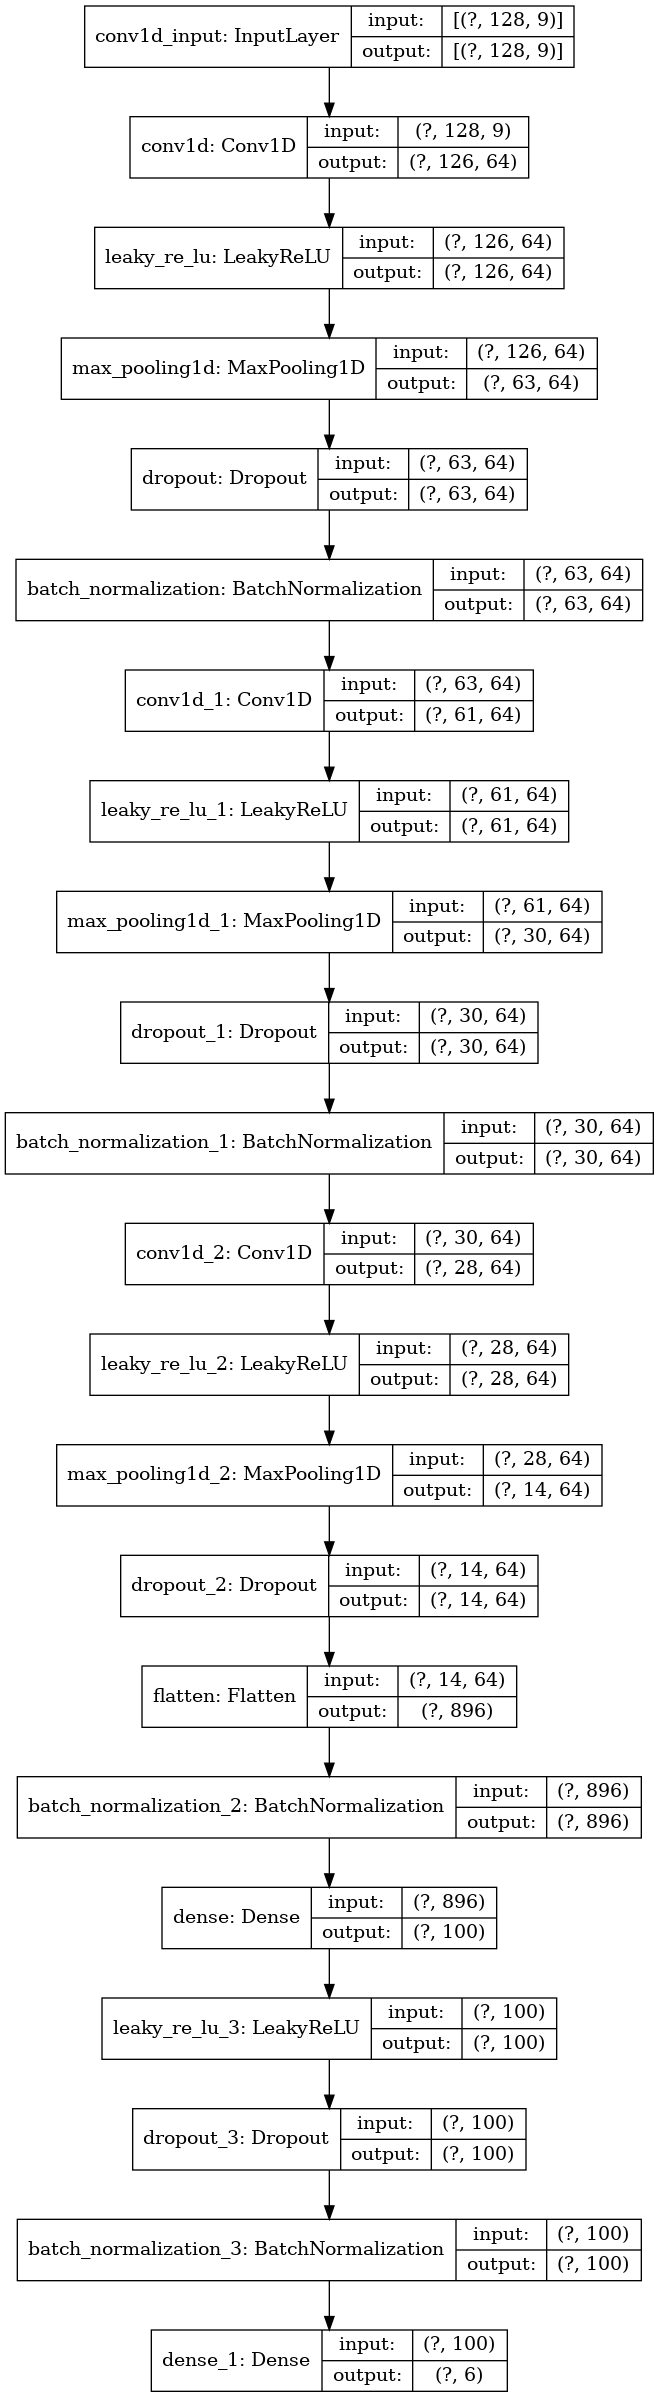 conv1d_input: InputLayer input: [(?, 128, 9)]
output: [(?, 128, 9)]
conv1d: Conv1D input: (?, 128, 9)
output: (?, 126, 64)
leaky_re_lu: LeakyReLU input: (?, 126, 64)
output: (?, 126, 64)
max_pooling1d: MaxPooling1D input: (?, 126, 64)
output: (?, 63, 64)
dropout: Dropout input: (?, 63, 64)
output: (?, 63, 64)
batch_normalization: BatchNormalization input: (?, 63, 64)
output: (?, 63, 64)
conv1d_1: Conv1D input: (?, 63, 64)
output: (?, 61, 64)
leaky_re_lu_1: LeakyReLU input: (?, 61, 64)
output: (?, 61, 64)
max_pooling1d_1: MaxPooling1D input: (?, 61, 64)
output: (?, 30, 64)
dropout_1: Dropout input: (?, 30, 64)
output: (?, 30, 64)
batch_normalization_1: BatchNormalization input: (?, 30, 64)
output: (?, 30, 64)
conv1d_2: Conv1D input: (?, 30, 64)
output: (?, 28, 64)
leaky_re_lu_2: LeakyReLU input: (?, 28, 64)
output: (?, 28, 64)
max_pooling1d_2: MaxPooling1D input: (?, 28, 64)
output: (?, 14, 64)
dropout_2: Dropout input: (?, 14, 64)
output: (?, 14, 64)
flatten: Flatten input: (?, 14, 64)
output: (?, 896)
batch_normalization_2: BatchNormalization input: (?, 896)
output: (?, 896)
dense: Dense input: (?, 896)
output: (?, 100)
leaky_re_lu_3: LeakyReLU input: (?, 100)
output: (?, 100)
dropout_3: Dropout input: (?, 100)
output: (?, 100)
batch_normalization_3: BatchNormalization input: (?, 100)
output: (?, 100)
dense_1: Dense input: (?, 100)
output: (?, 6)